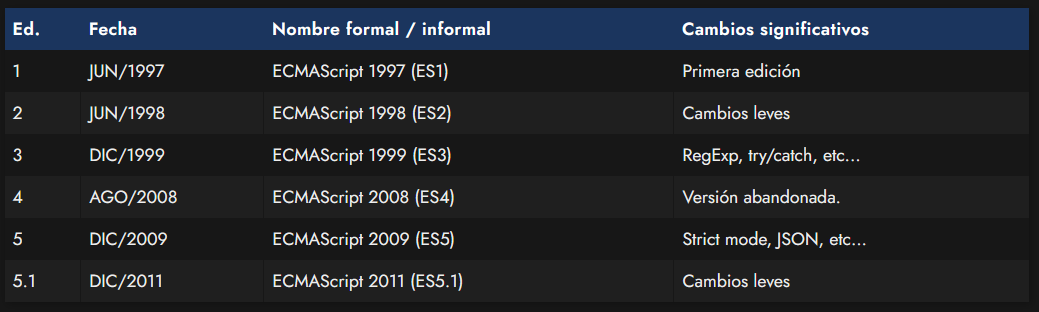 Ed. Fecha Nombre formal / informal Cambios significativos
1 JUN/1997 ECMAScript 1997 (ES1) Primera edición
2 JUN/1998 ECMAScript 1998 (ES2) Cambios leves
3 DIC/1999 ECMAScript 1999 (ES3) RegExp, try/catch, etc...
4 AGO/2008 ECMAScript 2008 (ES4) Versión abandonada.
5 DIC/2009 ECMAScript 2009 (ES5) Strict mode, JSON, etc...
5.1 DIC/2011 ECMAScript 2011 (ES5.1) Cambios leves